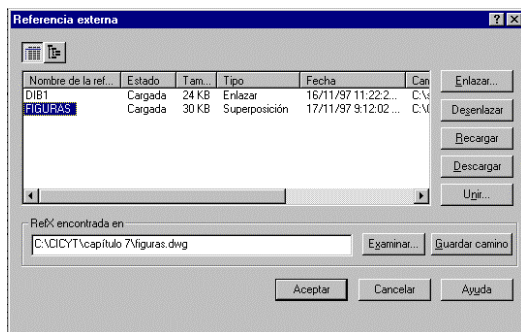 Referencia externa
Nombre de la ref... Estado Tam... Tipo Fecha Can
DIB1 Cargada 24 KB Enlazar 16/11/97 11:22:2... C:\s
FIGURAS Cargada 30 KB Superposición 17/11/97 9:12:02 ...
Enlazar...
Desenlazar
Recargar
Descargar
Unir...
RefX encontrada en
C:\CICYT\capítulo 7\figuras.dwg
Examinar... Guardar camino
Aceptar Cancelar Ayuda